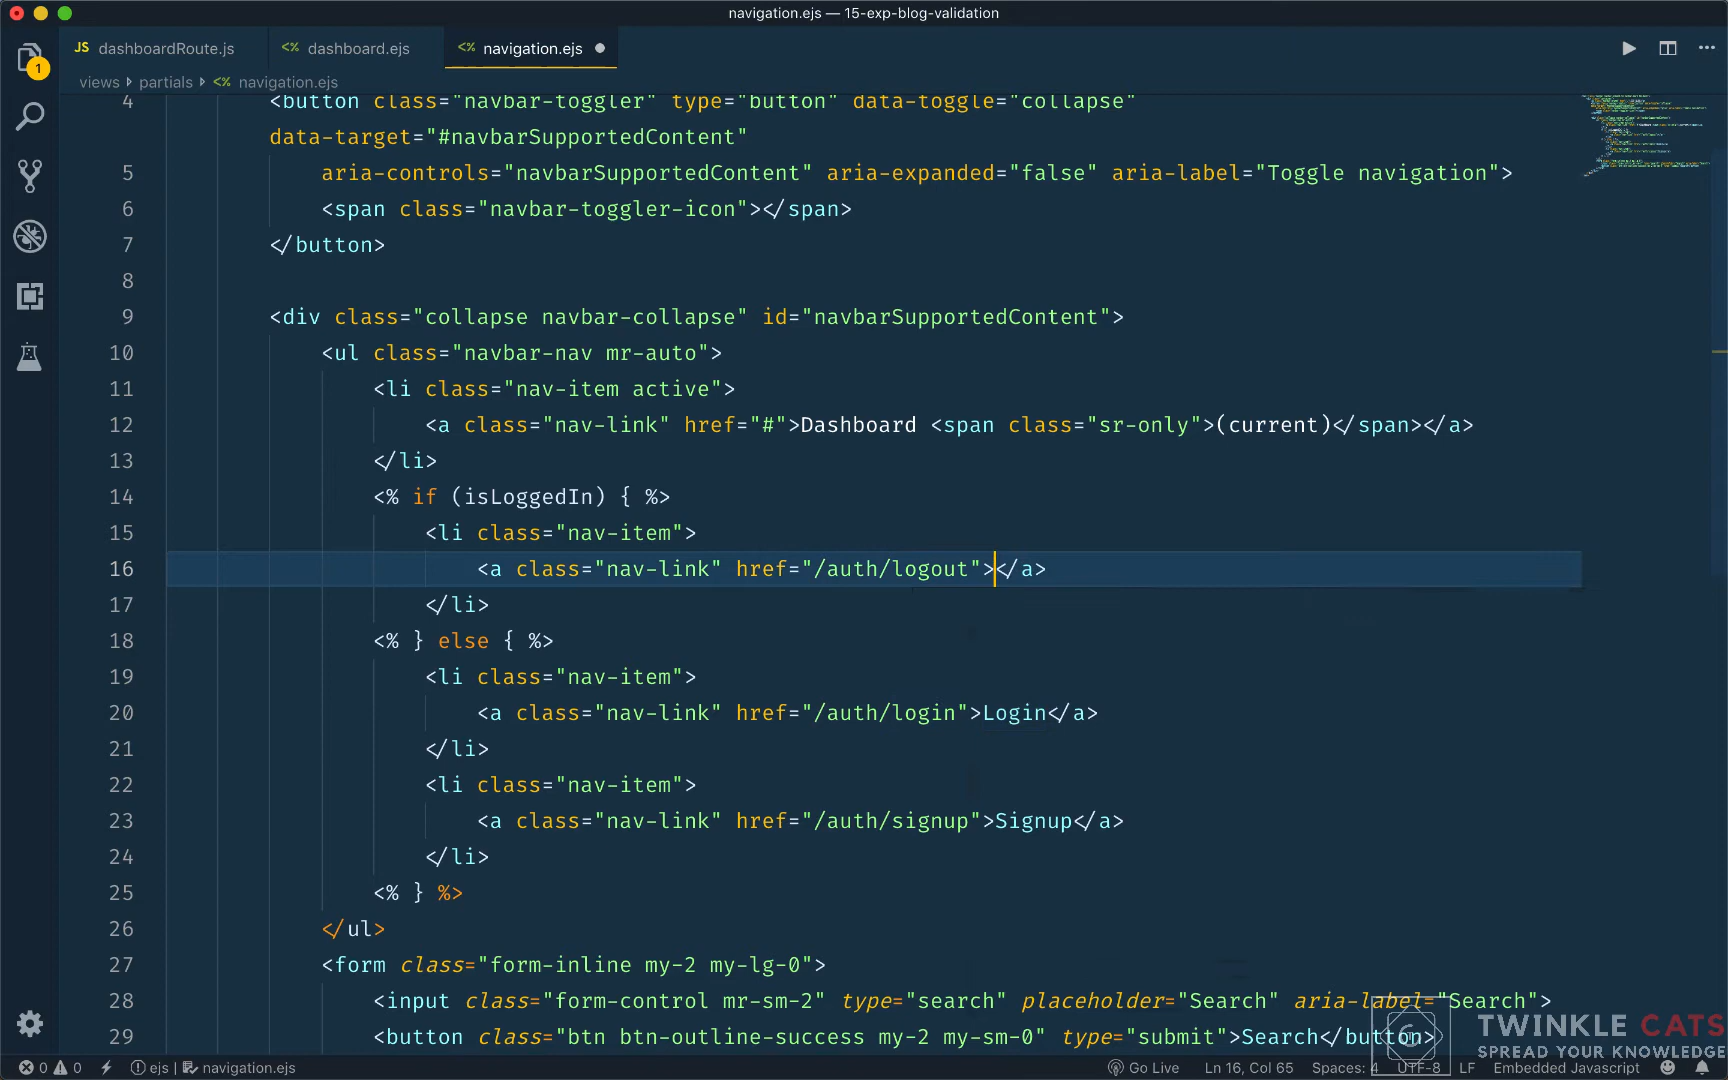 navigation.ejs — 15-exp-blog-validation
JS dashboardRoute.js <% dashboard.ejs <% navigation.ejs
1
views partials <% navigation.ejs
4 <button class="navbar-toggler" type="button" data-toggle="collapse"
data-target="#navbarSupportedContent"
5 aria-controls="navbarSupportedContent" aria-expanded="false" aria-label="Toggle navigation">
6 <span class="navbar-toggler-icon"></span>
7 </button>
8
9 <div class="collapse navbar-collapse" id="navbarSupportedContent">
10 <ul class="navbar-nav mr-auto">
11 <li class="nav-item active">
12 <a class="nav-link" href="#">Dashboard <span class="sr-only">(current)</span></a>
13 </li>
14 <% if (isLoggedIn) { %>
15 <li class="nav-item">
16 <a class="nav-link" href="/auth/logout"></a>
17 </li>
18 <% } else { %>
19 <li class="nav-item">
20 <a class="nav-link" href="/auth/login">Login</a>
21 </li>
22 <li class="nav-item">
23 <a class="nav-link" href="/auth/signup">Signup</a>
24 </li>
25 <% } %>
26 </ul>
27 <form class="form-inline my-2 my-lg-0">
28 <input class="form-control mr-sm-2" type="search" placeholder="Search" aria-label="Search">
29 <button class="btn btn-outline-success my-2 my-sm-0" type="submit">Search</button>
TWINKLE CATS
SPREAD YOUR KNOWLEDGE
0 0 ejs | navigation.ejs Go Live Ln 16, Col 65 Spaces: 4 UTF-8 LF Embedded Javascript